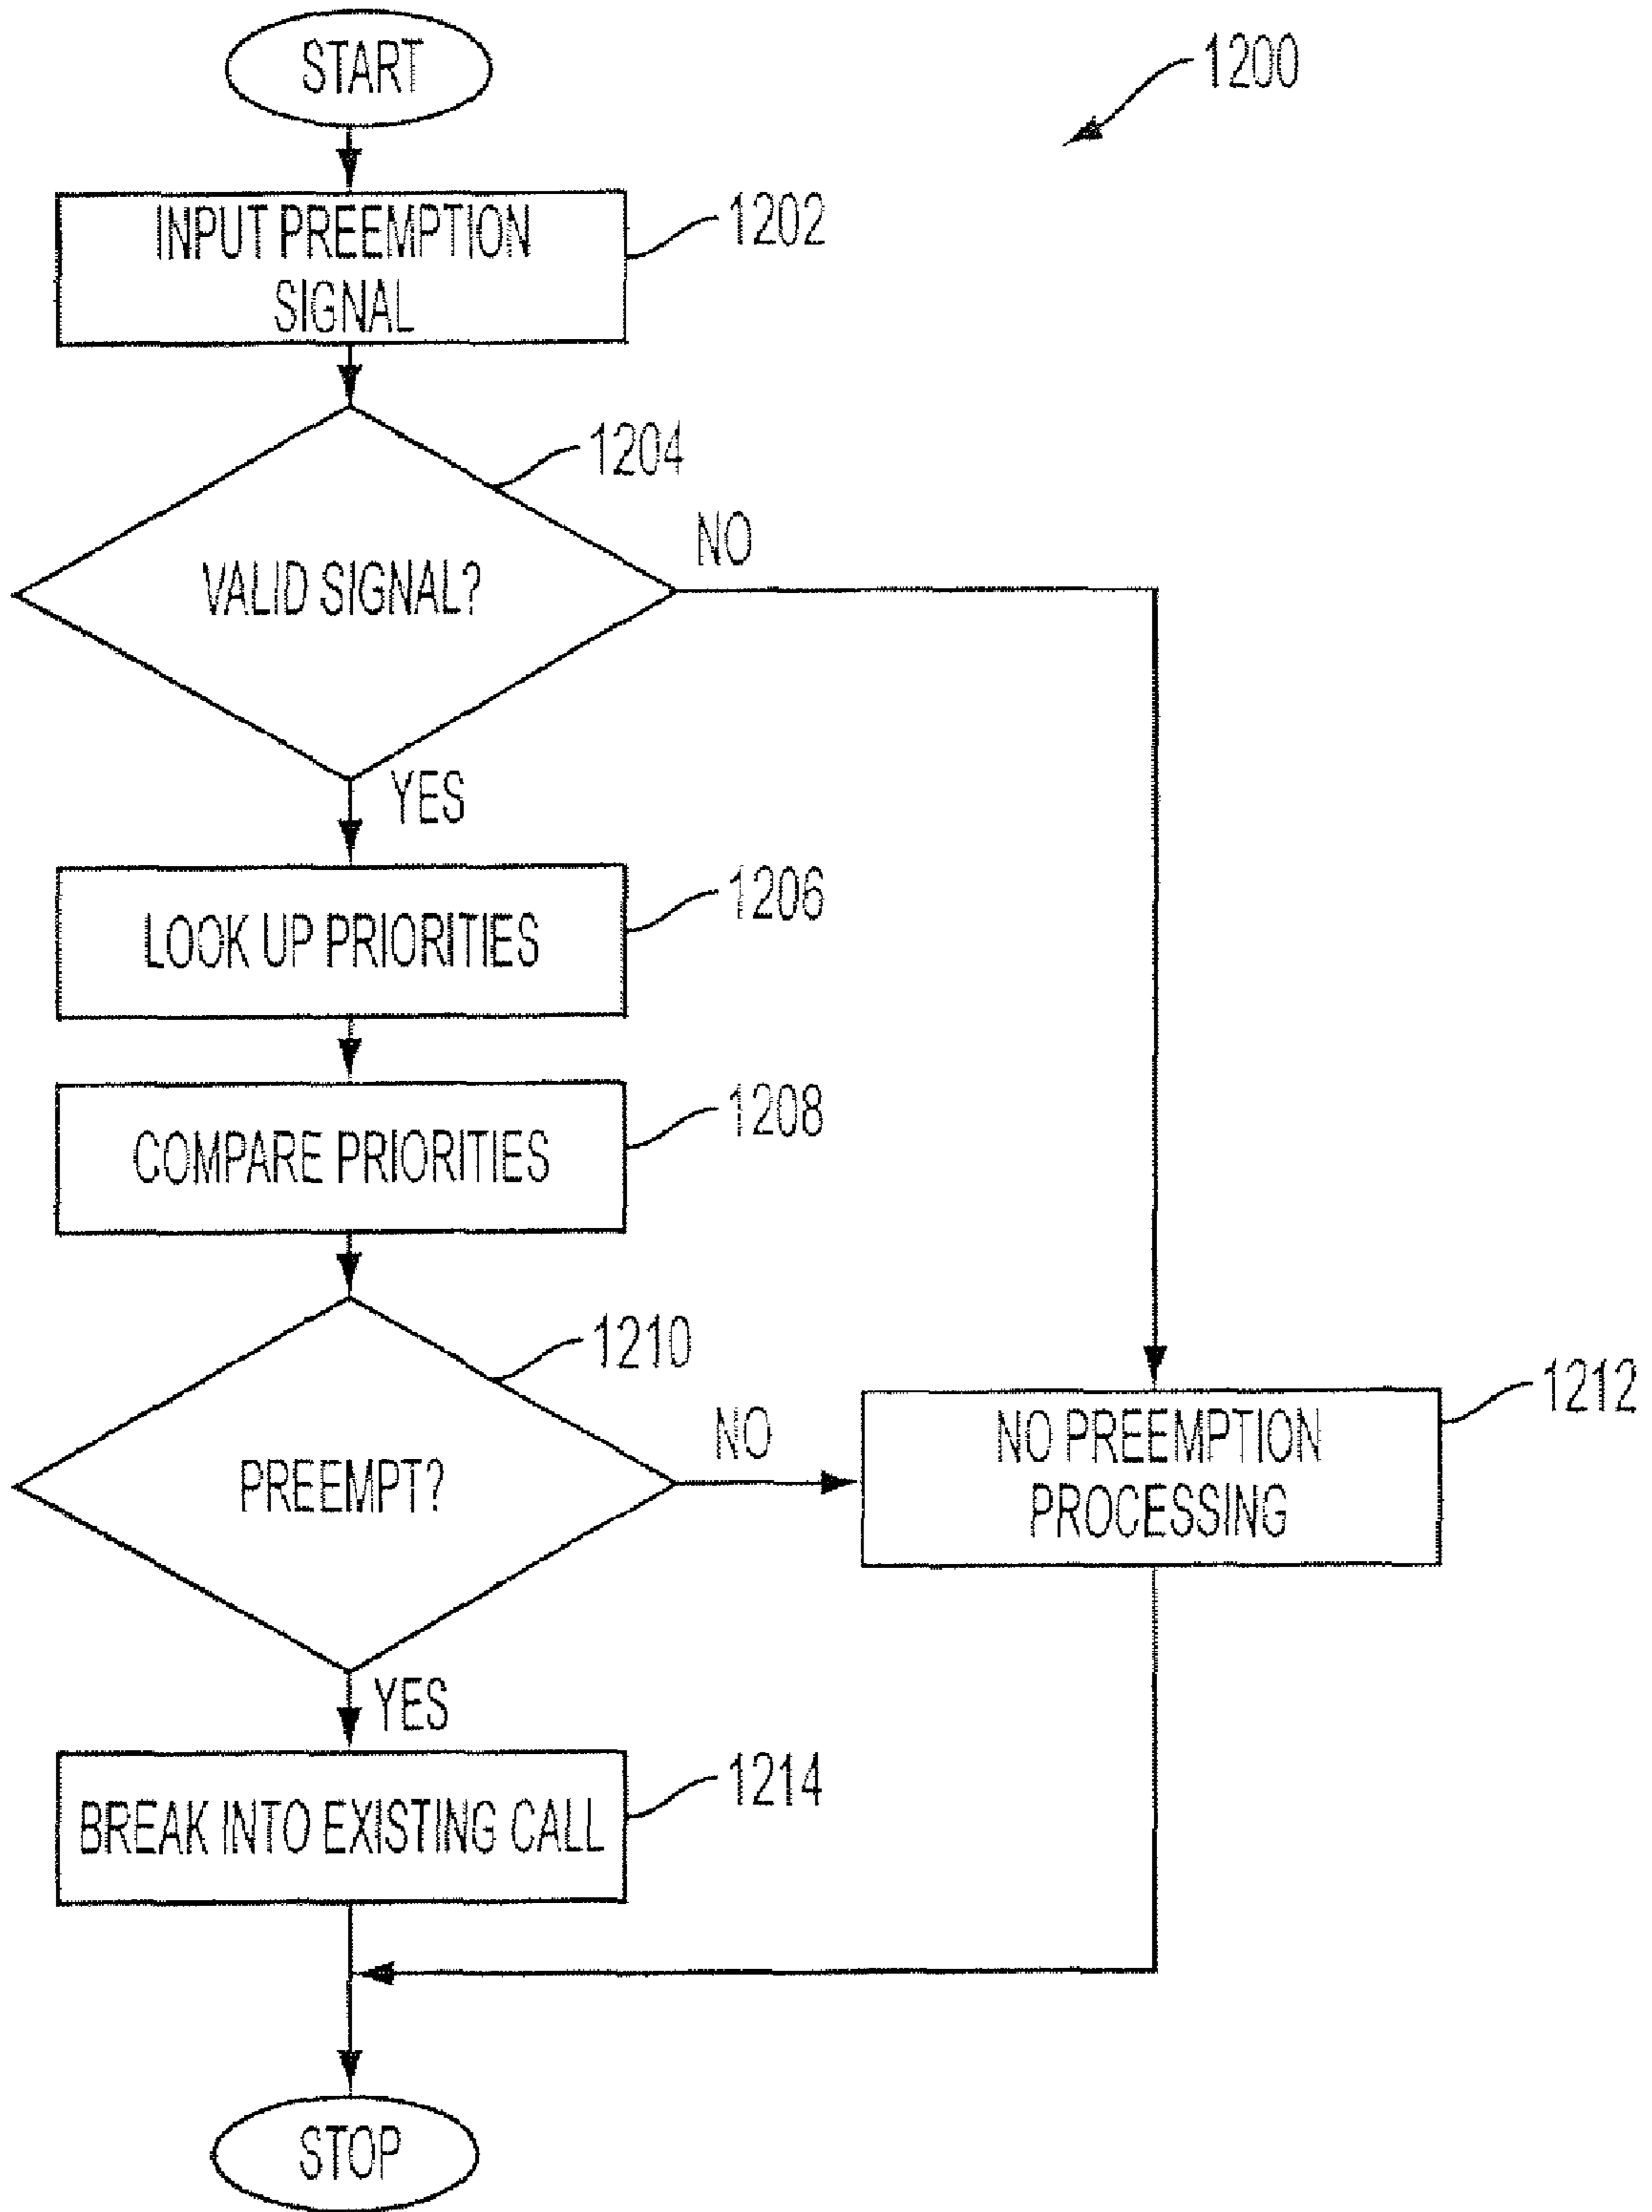 START
1200
INPUT PREEMPTION
SIGNAL
1202
1204
VALID SIGNAL?
NO
YES
LOOK UP PRIORITIES
1206
COMPARE PRIORITIES
1208
1210
PREEMPT?
NO
NO PREEMPTION
PROCESSING
1212
YES
BREAK INTO EXISTING CALL
1214
STOP